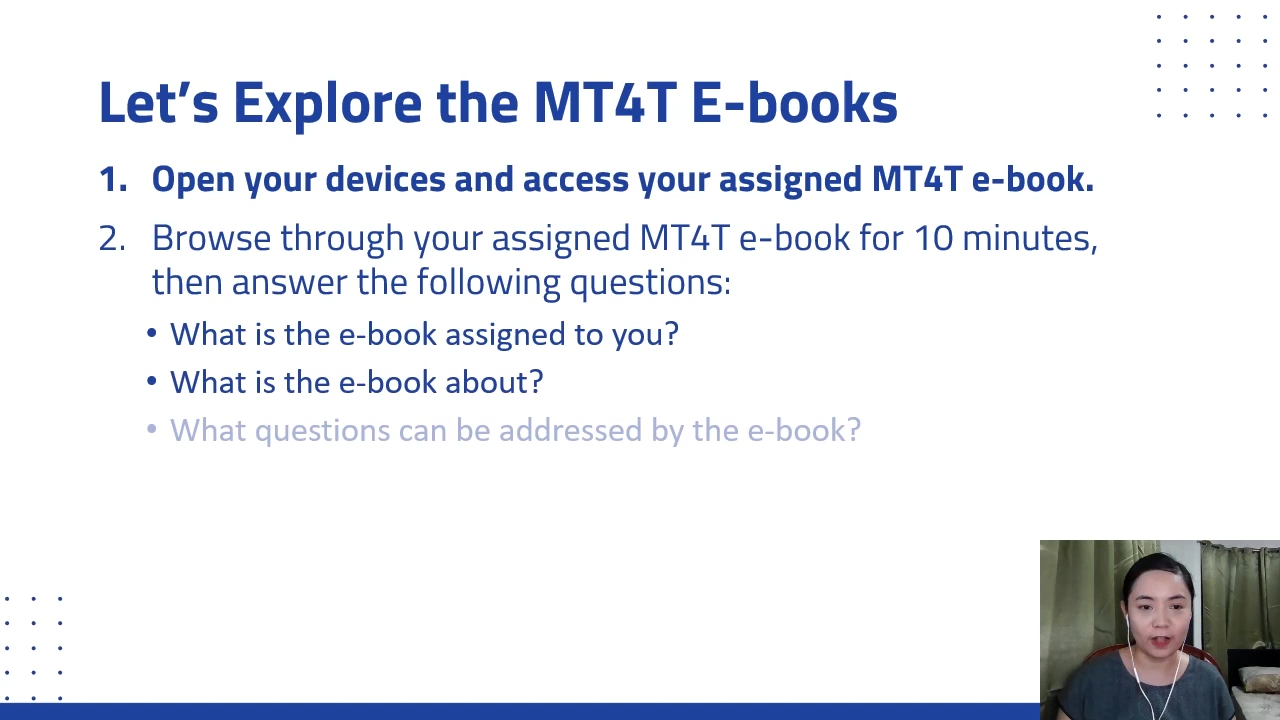 Let’s Explore the MT4T E-books
1. Open your devices and access your assigned MT4T e-book.
2. Browse through your assigned MT4T e-book for 10 minutes,
then answer the following questions:
• What is the e-book assigned to you?
• What is the e-book about?
• What questions can be addressed by the e-book?